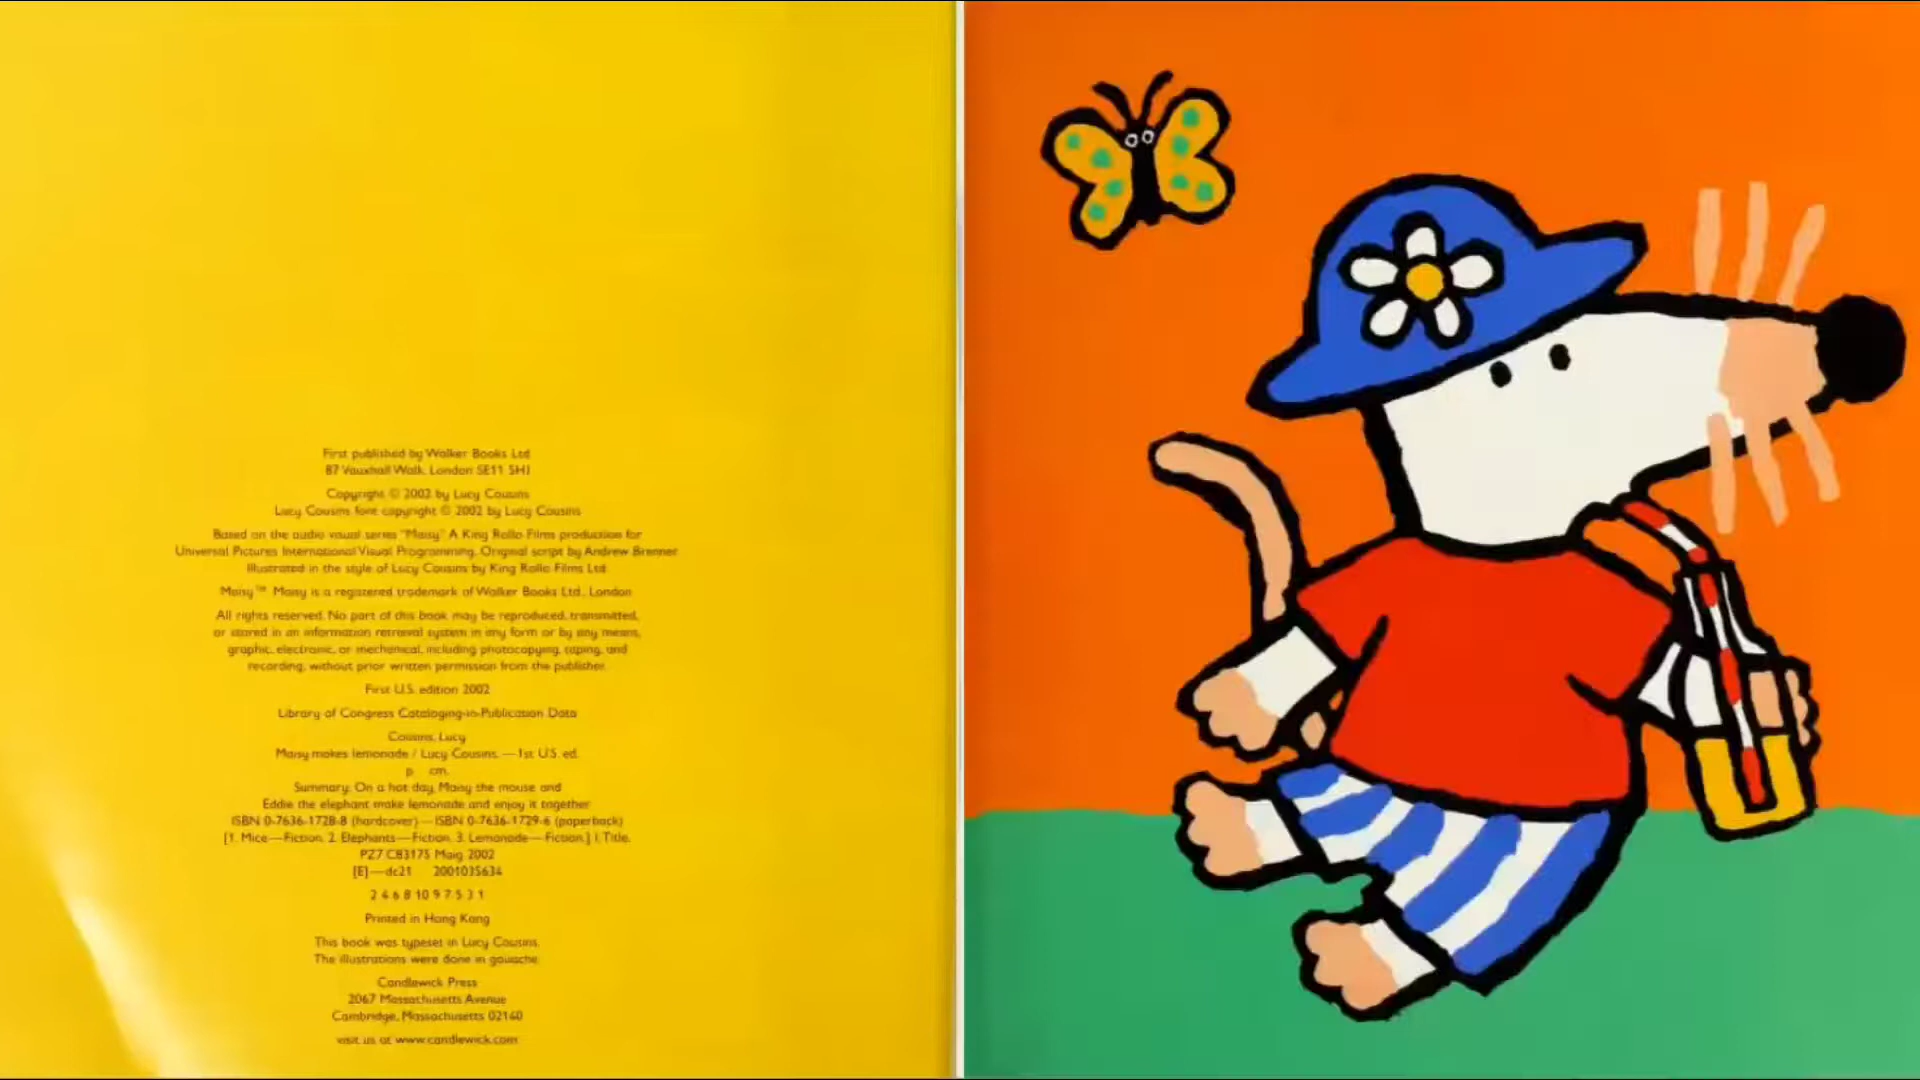 First published by Walker Books Ltd
87 Vauxhall Walk, London SE11 5HJ
Copyright © 2002 by Lucy Cousins
Lucy Cousins font copyright © 2002 by Lucy Cousins
Based on the audio visual series "Maisy" A King Rollo Films production for
Universal Pictures International Visual Programming. Original script by Andrew Brenner
Illustrated in the style of Lucy Cousins by King Rollo Films Ltd
Maisy™ Maisy is a registered trademark of Walker Books Ltd., London
All rights reserved. No part of this book may be reproduced, transmitted,
or stored in an information retrieval system in any form or by any means,
graphic, electronic, or mechanical, including photocopying, taping, and
recording, without prior written permission from the publisher.
First U.S. edition 2002
Library of Congress Cataloging-in-Publication Data
Cousins, Lucy
Maisy makes lemonade / Lucy Cousins. —1st U.S. ed.
p cm.
Summary: On a hot day, Maisy the mouse and
Eddie the elephant make lemonade and enjoy it together
ISBN 0-7636-1728-8 (hardcover) — ISBN 0-7636-1729-6 (paperback)
[1. Mice—Fiction. 2. Elephants—Fiction. 3. Lemonade—Fiction.] I. Title.
PZ7 C83175 Maig 2002
[E]—dc21 2001035634
2 4 6 8 10 9 7 5 3 1
Printed in Hong Kong
This book was typeset in Lucy Cousins.
The illustrations were done in gouache.
Candlewick Press
2067 Massachusetts Avenue
Cambridge, Massachusetts 02140
visit us at www.candlewick.com